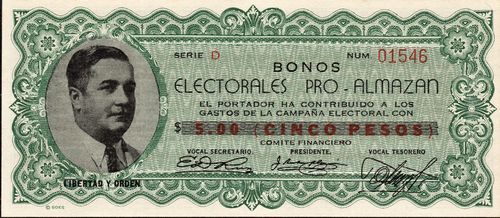 SERIE D NUM 01546
BONOS
ELECTORALES PRO-ALMAZAN
EL PORTADOR HA CONTRIBUIDO A LOS
GASTOS DE LA CAMPAÑA ELECTORAL CON
$ 5.00 (CINCO PESOS)
COMITE FINANCIERO
VOCAL SECRETARIO. PRESIDENTE. VOCAL TESORERO
LIBERTAD Y ORDEN